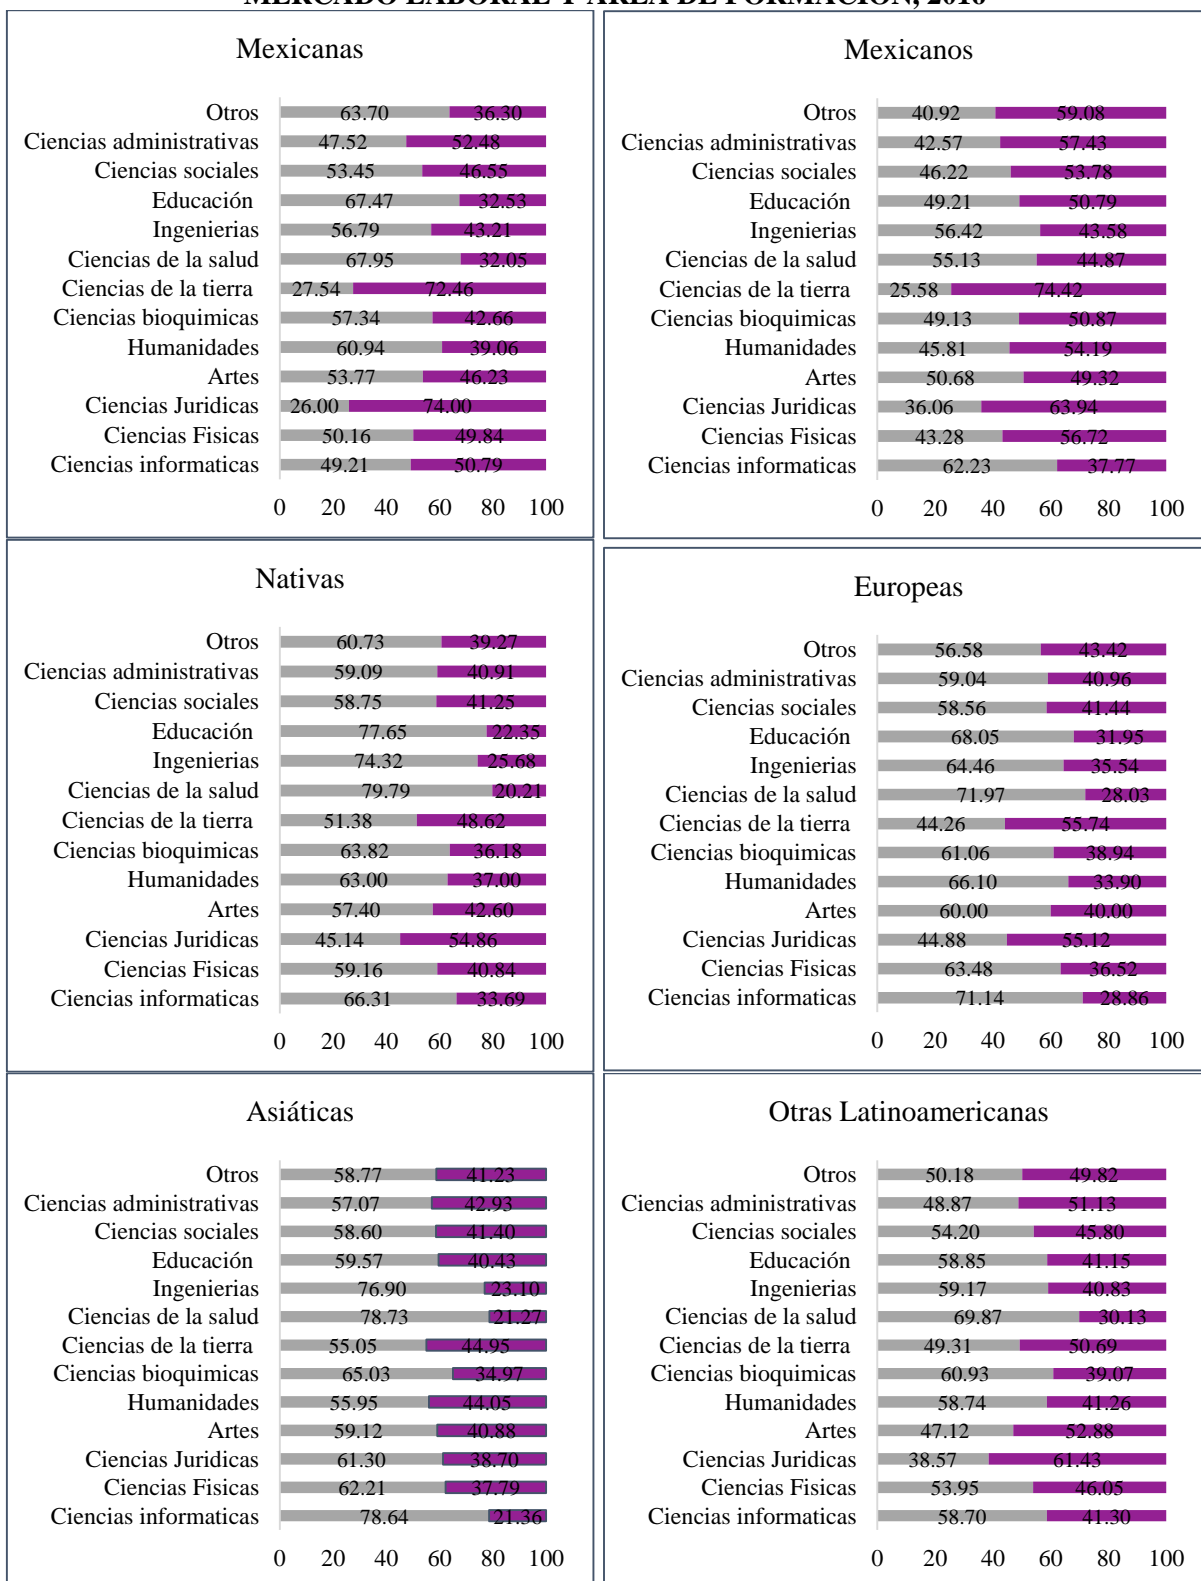 MERCADO LABORAL Y ÁREA DE FORMACIÓN, 2016
Mexicanas
Otros 63.70 36.30
Ciencias administrativas 47.52 52.48
Ciencias sociales 53.45 46.55
Educación 67.47 32.53
Ingenierias 56.79 43.21
Ciencias de la salud 67.95 32.05
Ciencias de la tierra 27.54 72.46
Ciencias bioquimicas 57.34 42.66
Humanidades 60.94 39.06
Artes 53.77 46.23
Ciencias Juridicas 26.00 74.00
Ciencias Fisicas 50.16 49.84
Ciencias informaticas 49.21 50.79
0 20 40 60 80 100
Mexicanos
Otros 40.92 59.08
Ciencias administrativas 42.57 57.43
Ciencias sociales 46.22 53.78
Educación 49.21 50.79
Ingenierias 56.42 43.58
Ciencias de la salud 55.13 44.87
Ciencias de la tierra 25.58 74.42
Ciencias bioquimicas 49.13 50.87
Humanidades 45.81 54.19
Artes 50.68 49.32
Ciencias Juridicas 36.06 63.94
Ciencias Fisicas 43.28 56.72
Ciencias informaticas 62.23 37.77
0 20 40 60 80 100
Nativas
Otros 60.73 39.27
Ciencias administrativas 59.09 40.91
Ciencias sociales 58.75 41.25
Educación 77.65 22.35
Ingenierias 74.32 25.68
Ciencias de la salud 79.79 20.21
Ciencias de la tierra 51.38 48.62
Ciencias bioquimicas 63.82 36.18
Humanidades 63.00 37.00
Artes 57.40 42.60
Ciencias Juridicas 45.14 54.86
Ciencias Fisicas 59.16 40.84
Ciencias informaticas 66.31 33.69
0 20 40 60 80 100
Europeas
Otros 56.58 43.42
Ciencias administrativas 59.04 40.96
Ciencias sociales 58.56 41.44
Educación 68.05 31.95
Ingenierias 64.46 35.54
Ciencias de la salud 71.97 28.03
Ciencias de la tierra 44.26 55.74
Ciencias bioquimicas 61.06 38.94
Humanidades 66.10 33.90
Artes 60.00 40.00
Ciencias Juridicas 44.88 55.12
Ciencias Fisicas 63.48 36.52
Ciencias informaticas 71.14 28.86
0 20 40 60 80 100
Asiáticas
Otros 58.77 41.23
Ciencias administrativas 57.07 42.93
Ciencias sociales 58.60 41.40
Educación 59.57 40.43
Ingenierias 76.90 23.10
Ciencias de la salud 78.73 21.27
Ciencias de la tierra 55.05 44.95
Ciencias bioquimicas 65.03 34.97
Humanidades 55.95 44.05
Artes 59.12 40.88
Ciencias Juridicas 61.30 38.70
Ciencias Fisicas 62.21 37.79
Ciencias informaticas 78.64 21.36
0 20 40 60 80 100
Otras Latinoamericanas
Otros 50.18 49.82
Ciencias administrativas 48.87 51.13
Ciencias sociales 54.20 45.80
Educación 58.85 41.15
Ingenierias 59.17 40.83
Ciencias de la salud 69.87 30.13
Ciencias de la tierra 49.31 50.69
Ciencias bioquimicas 60.93 39.07
Humanidades 58.74 41.26
Artes 47.12 52.88
Ciencias Juridicas 38.57 61.43
Ciencias Fisicas 53.95 46.05
Ciencias informaticas 58.70 41.30
0 20 40 60 80 100